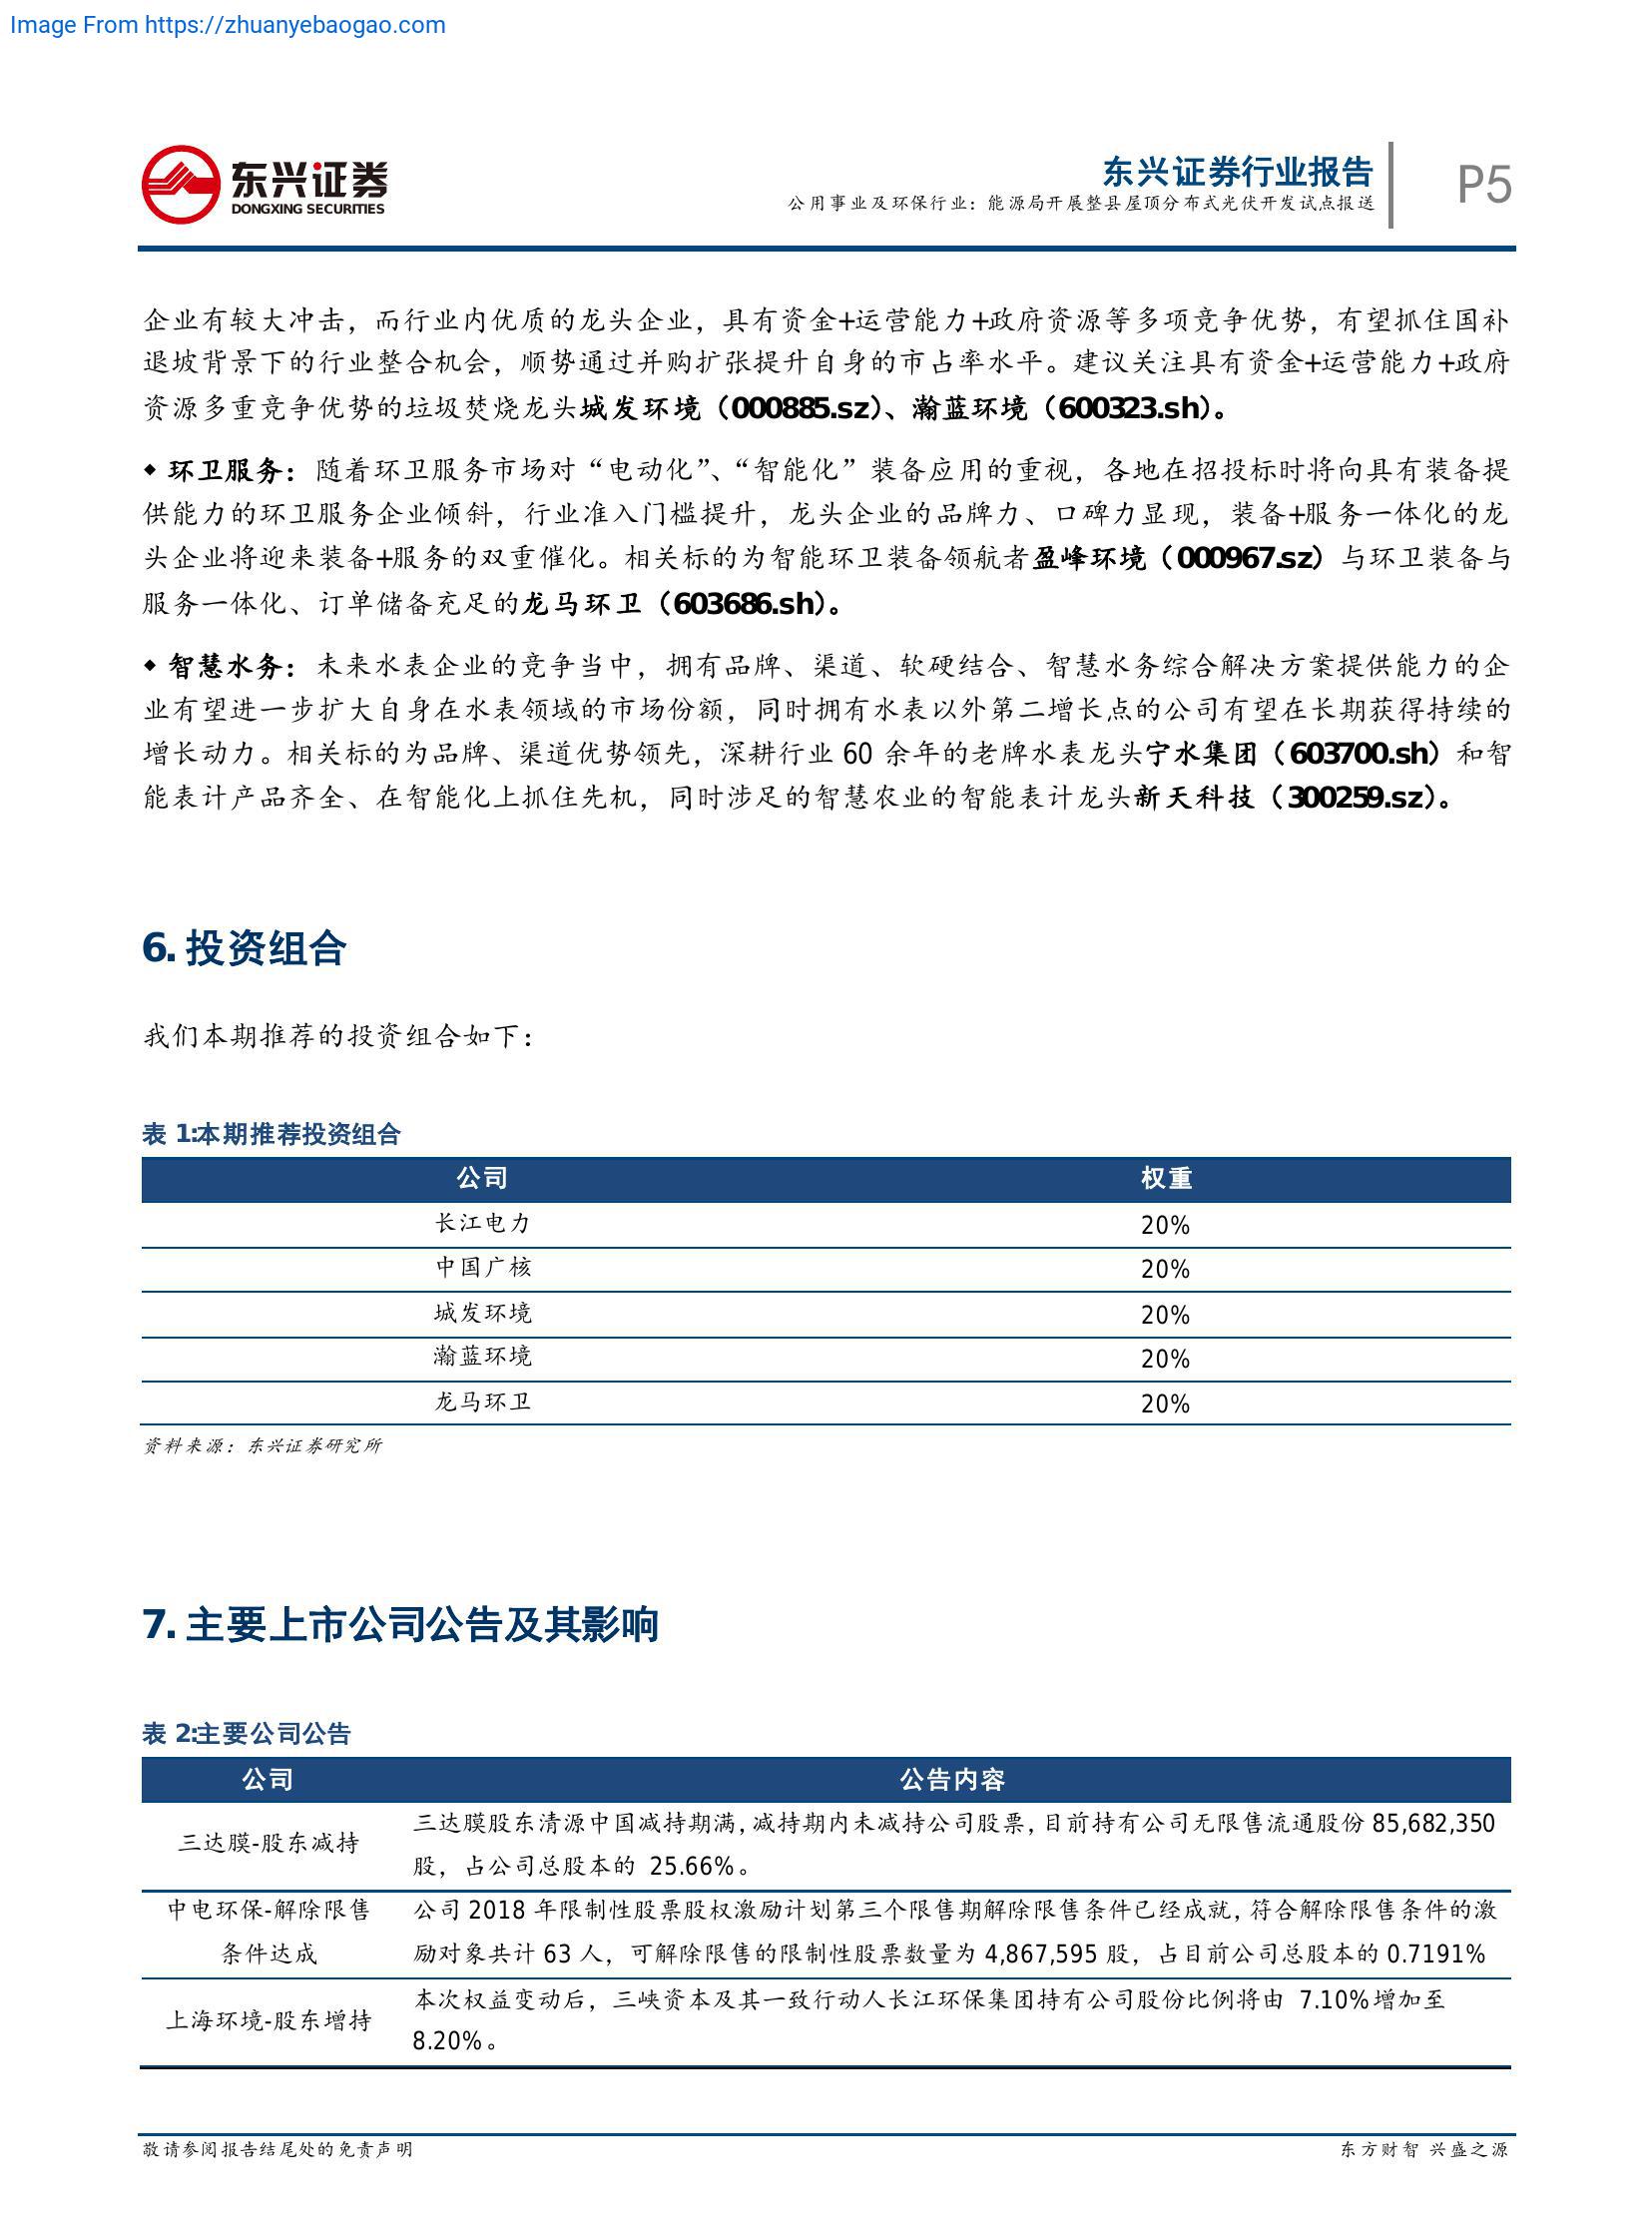 Image From https://zhuanyebaogao.com
东兴证券
DONGXING SECURITIES
东兴证券行业报告
公用事业及环保行业：能源局开展整县屋顶分布式光伏开发试点报送
P5
企业有较大冲击，而行业内优质的龙头企业，具有资金+运营能力+政府资源等多项竞争优势，有望抓住国补
退坡背景下的行业整合机会，顺势通过并购扩张提升自身的市占率水平。建议关注具有资金+运营能力+政府
资源多重竞争优势的垃圾焚烧龙头城发环境（000885.sz）、瀚蓝环境（600323.sh）。
◆ 环卫服务：随着环卫服务市场对“电动化”、“智能化”装备应用的重视，各地在招投标时将向具有装备提
供能力的环卫服务企业倾斜，行业准入门槛提升，龙头企业的品牌力、口碑力显现，装备+服务一体化的龙
头企业将迎来装备+服务的双重催化。相关标的为智能环卫装备领航者盈峰环境（000967.sz）与环卫装备与
服务一体化、订单储备充足的龙马环卫（603686.sh）。
◆ 智慧水务：未来水表企业的竞争当中，拥有品牌、渠道、软硬结合、智慧水务综合解决方案提供能力的企
业有望进一步扩大自身在水表领域的市场份额，同时拥有水表以外第二增长点的公司有望在长期获得持续的
增长动力。相关标的为品牌、渠道优势领先，深耕行业 60 余年的老牌水表龙头宁水集团（603700.sh）和智
能表计产品齐全、在智能化上抓住先机，同时涉足的智慧农业的智能表计龙头新天科技（300259.sz）。
6. 投资组合
我们本期推荐的投资组合如下：
表 1:本期推荐投资组合
公司 权重
长江电力 20%
中国广核 20%
城发环境 20%
瀚蓝环境 20%
龙马环卫 20%
资料来源：东兴证券研究所
7. 主要上市公司公告及其影响
表 2:主要公司公告
公司 公告内容
三达膜-股东减持
三达膜股东清源中国减持期满，减持期内未减持公司股票，目前持有公司无限售流通股份 85,682,350
股，占公司总股本的 25.66%。
中电环保-解除限售
条件达成
公司 2018 年限制性股票股权激励计划第三个限售期解除限售条件已经成就，符合解除限售条件的激
励对象共计 63 人，可解除限售的限制性股票数量为 4,867,595 股，占目前公司总股本的 0.7191%
上海环境-股东增持
本次权益变动后，三峡资本及其一致行动人长江环保集团持有公司股份比例将由 7.10%增加至
8.20%。
敬请参阅报告结尾处的免责声明
东方财智 兴盛之源